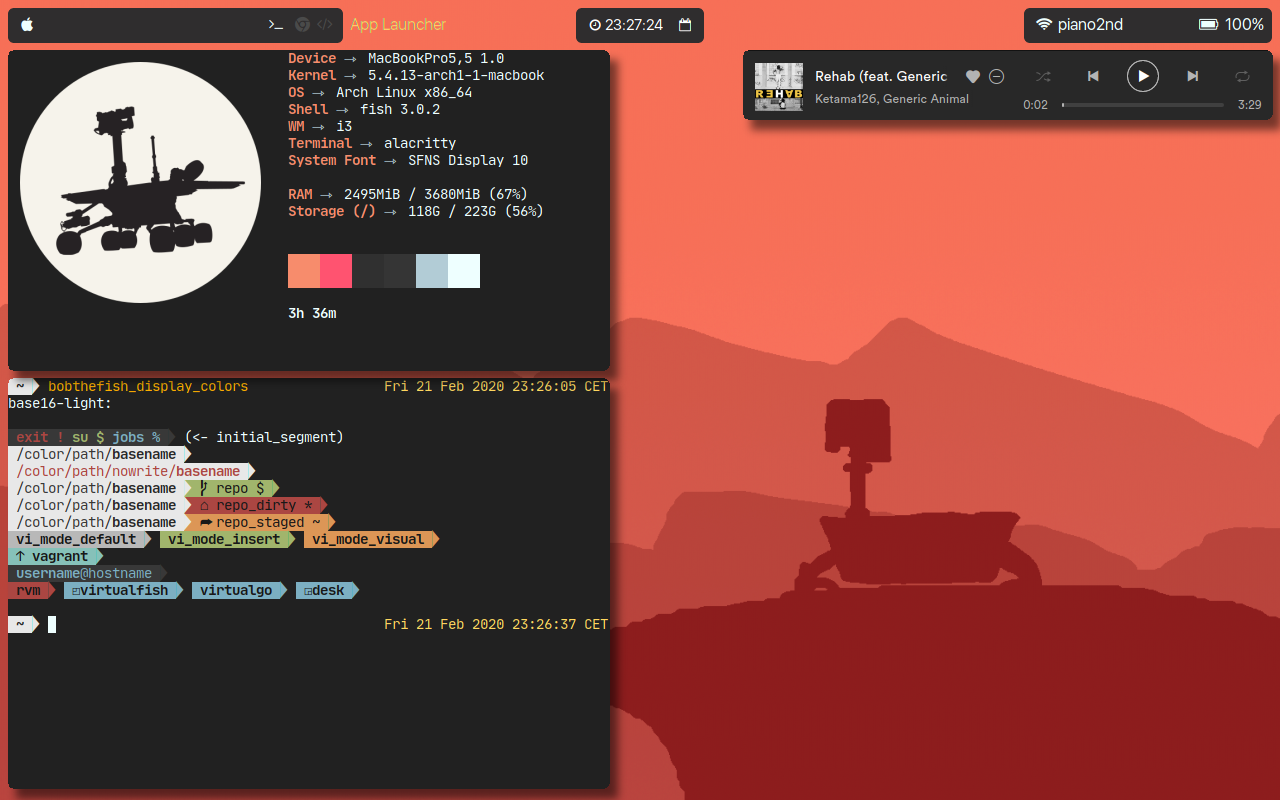 App Launcher
23:27:24
piano2nd
100%
Device → MacBookPro5,5 1.0
Kernel → 5.4.13-arch1-1-macbook
OS → Arch Linux x86_64
Shell → fish 3.0.2
WM → i3
Terminal → alacritty
System Font → SFNS Display 10
RAM → 2495MiB / 3680MiB (67%)
Storage (/) → 118G / 223G (56%)
3h 36m
REHAB
Rehab (feat. Generic
Ketama126, Generic Animal
0:02
3:29
~ bobthefish_display_colors Fri 21 Feb 2020 23:26:05 CET
base16-light:
exit ! su $ jobs % (<- initial_segment)
/color/path/basename
/color/path/nowrite/basename
/color/path/basename repo $
/color/path/basename ⌂ repo_dirty *
/color/path/basename ➦ repo_staged ~
vi_mode_default vi_mode_insert vi_mode_visual
↑ vagrant
username@hostname
rvm ◰virtualfish virtualgo ◲desk
~ Fri 21 Feb 2020 23:26:37 CET